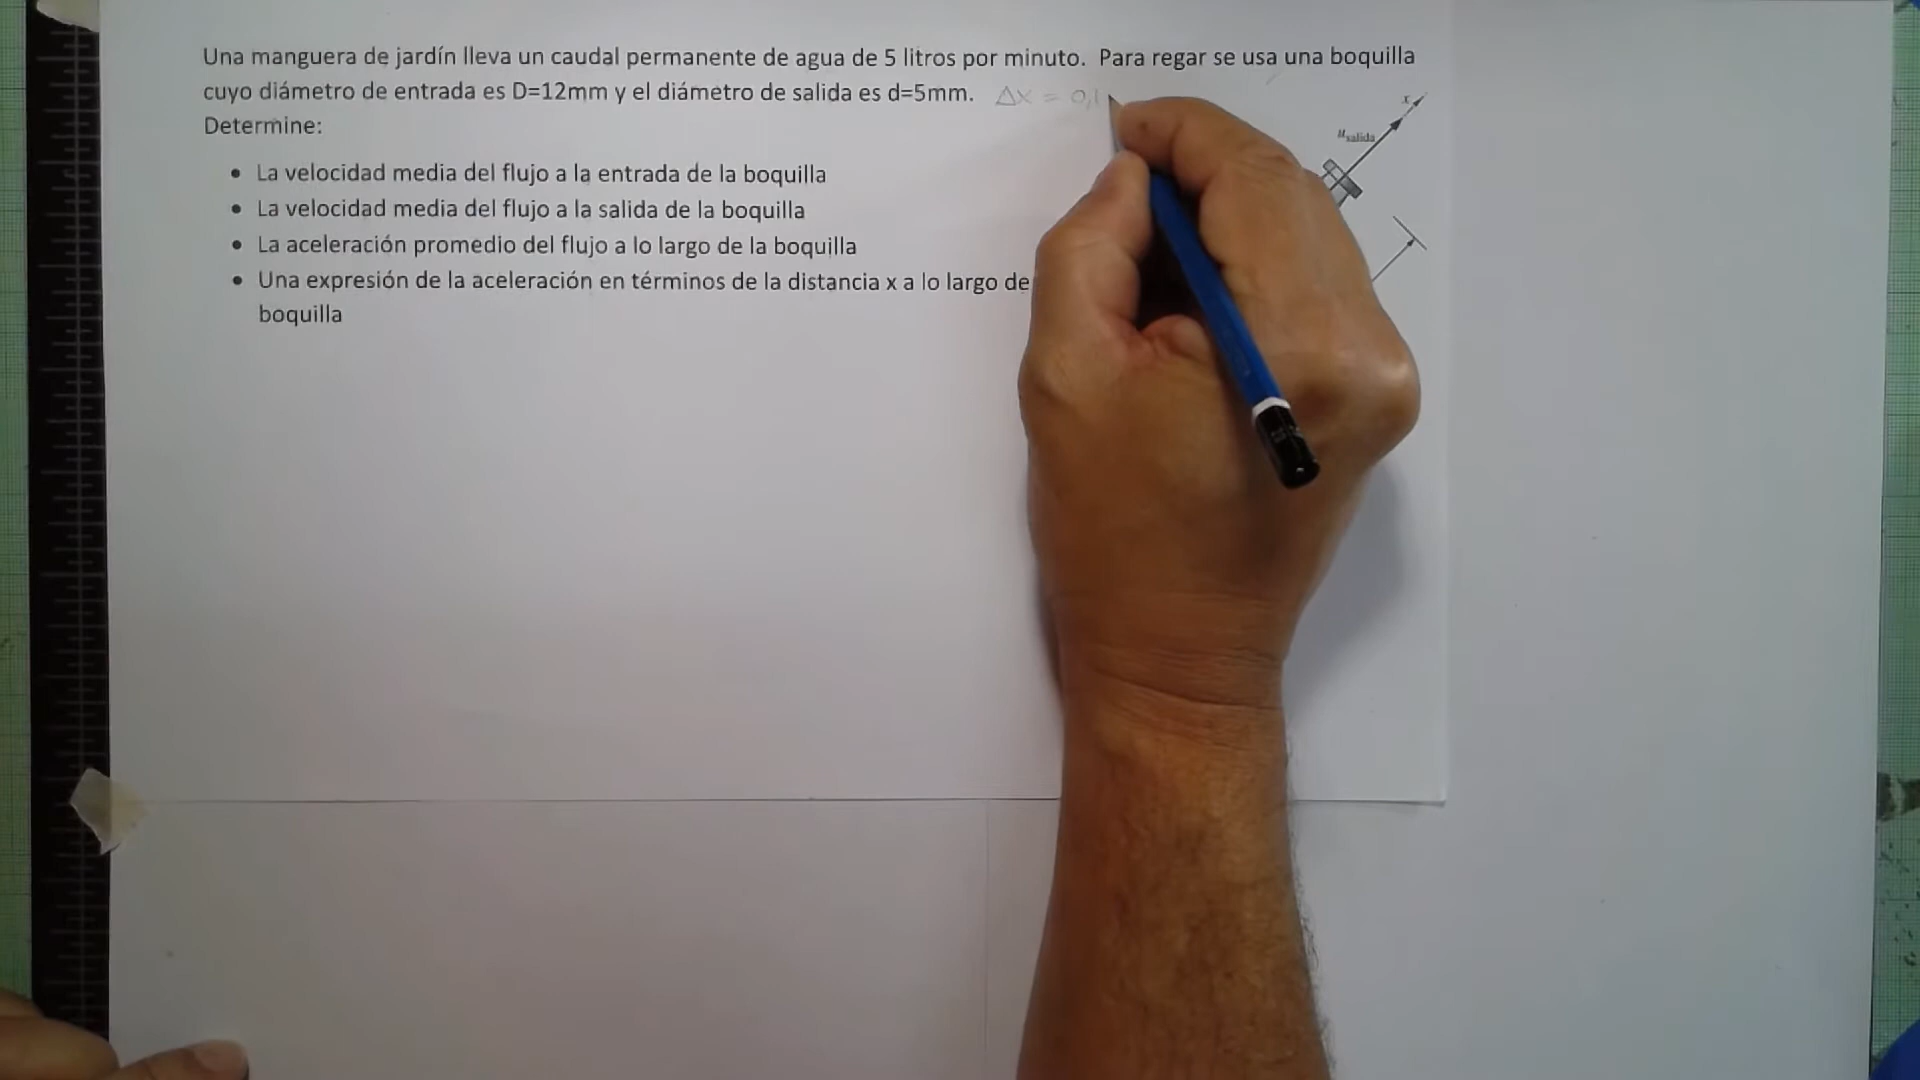 Una manguera de jardín lleva un caudal permanente de agua de 5 litros por minuto. Para regar se usa una boquilla
cuyo diámetro de entrada es D=12mm y el diámetro de salida es d=5mm. Δx = 0,1
Determine:
• La velocidad media del flujo a la entrada de la boquilla
• La velocidad media del flujo a la salida de la boquilla
• La aceleración promedio del flujo a lo largo de la boquilla
• Una expresión de la aceleración en términos de la distancia x a lo largo de
boquilla
x
u salida